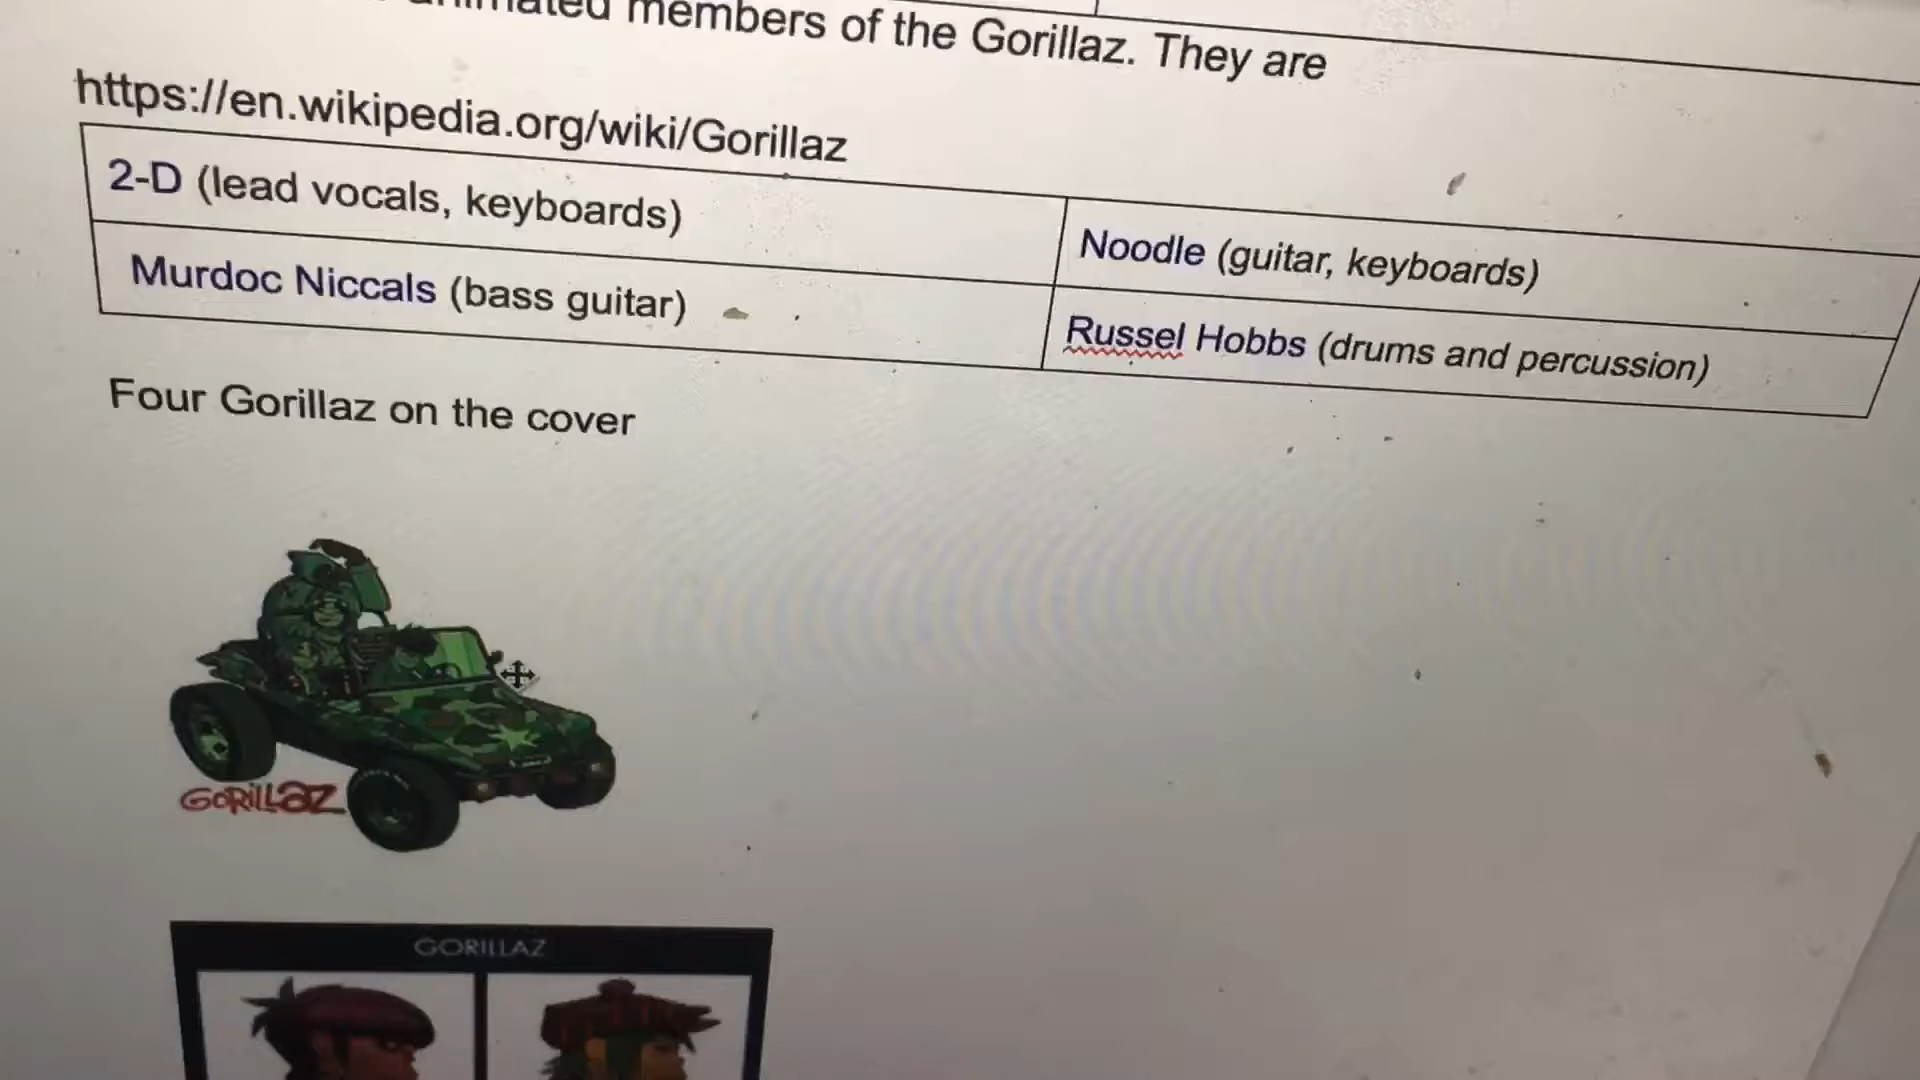 animated members of the Gorillaz. They are
https://en.wikipedia.org/wiki/Gorillaz
2-D (lead vocals, keyboards)
Noodle (guitar, keyboards)
Murdoc Niccals (bass guitar)
Russel Hobbs (drums and percussion)
Four Gorillaz on the cover
GORILLAZ
GORILLAZ